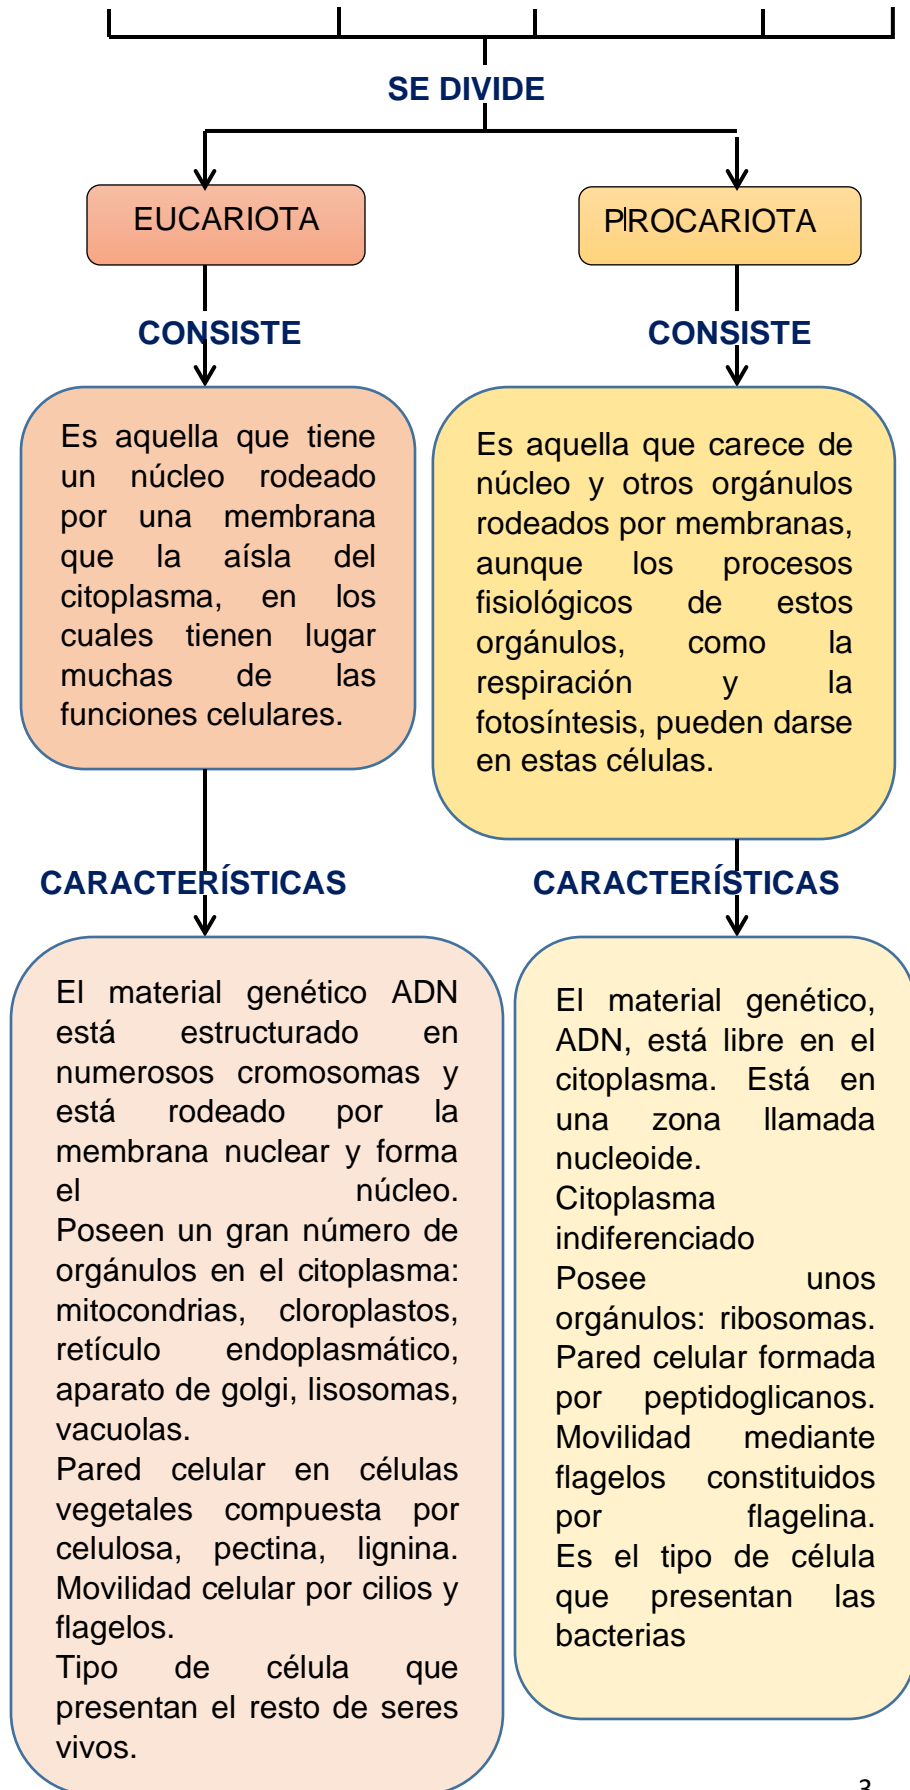 SE DIVIDE
EUCARIOTA
PROCARIOTA
CONSISTE
CONSISTE
Es aquella que tiene
un núcleo rodeado
por una membrana
que la aísla del
citoplasma, en los
cuales tienen lugar
muchas de las
funciones celulares.
Es aquella que carece de
núcleo y otros orgánulos
rodeados por membranas,
aunque los procesos
fisiológicos de estos
orgánulos, como la
respiración y la
fotosíntesis, pueden darse
en estas células.
CARACTERÍSTICAS
CARACTERÍSTICAS
El material genético ADN
está estructurado en
numerosos cromosomas y
está rodeado por la
membrana nuclear y forma
el núcleo.
Poseen un gran número de
orgánulos en el citoplasma:
mitocondrias, cloroplastos,
retículo endoplasmático,
aparato de golgi, lisosomas,
vacuolas.
Pared celular en células
vegetales compuesta por
celulosa, pectina, lignina.
Movilidad celular por cilios y
flagelos.
Tipo de célula que
presentan el resto de seres
vivos.
El material genético,
ADN, está libre en el
citoplasma. Está en
una zona llamada
nucleoide.
Citoplasma
indiferenciado
Posee unos
orgánulos: ribosomas.
Pared celular formada
por peptidoglicanos.
Movilidad mediante
flagelos constituidos
por flagelina.
Es el tipo de célula
que presentan las
bacterias
3